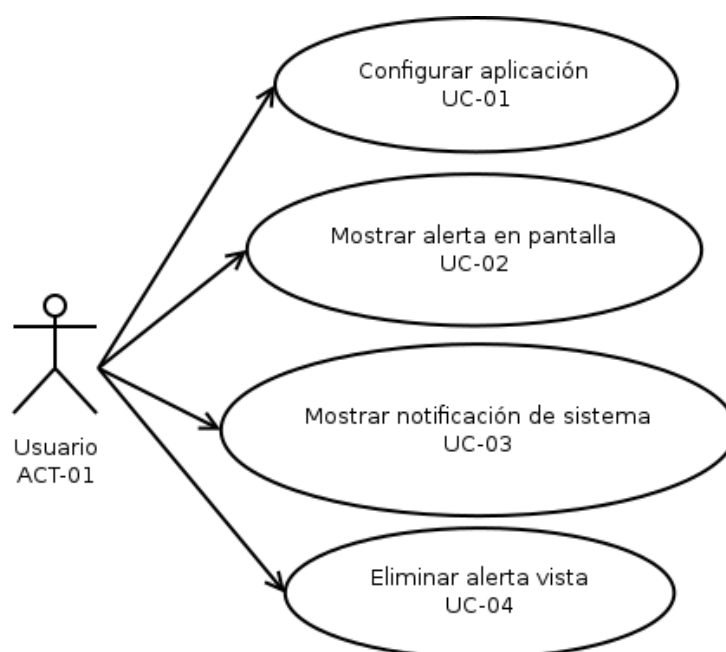 Configurar aplicación
UC-01
Mostrar alerta en pantalla
UC-02
Mostrar notificación de sistema
UC-03
Usuario
ACT-01
Eliminar alerta vista
UC-04